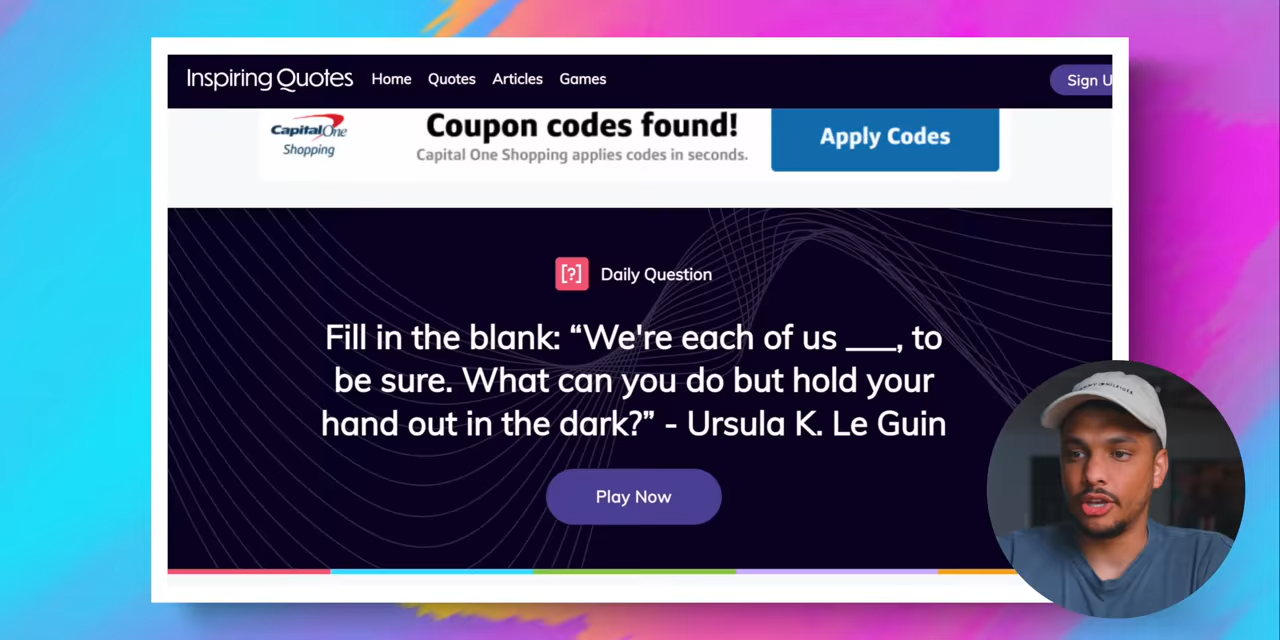 Inspiring Quotes Home Quotes Articles Games Sign U
Capital One Shopping
Coupon codes found!
Capital One Shopping applies codes in seconds.
Apply Codes
[?] Daily Question
Fill in the blank: “We're each of us ___, to
be sure. What can you do but hold your
hand out in the dark?” - Ursula K. Le Guin
Play Now